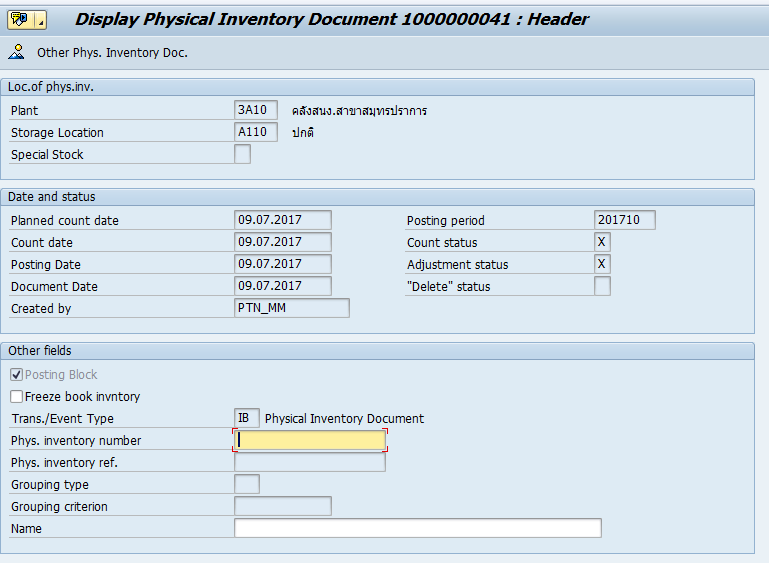 Display Physical Inventory Document 1000000041 : Header
Other Phys. Inventory Doc.
Loc.of phys.inv.
Plant 3A10 คลังสนง.สาขาสมุทรปราการ
Storage Location A110 ปกติ
Special Stock
Date and status
Planned count date 09.07.2017 Posting period 201710
Count date 09.07.2017 Count status X
Posting Date 09.07.2017 Adjustment status X
Document Date 09.07.2017 "Delete" status
Created by PTN_MM
Other fields
Posting Block
Freeze book invntory
Trans./Event Type IB Physical Inventory Document
Phys. inventory number
Phys. inventory ref.
Grouping type
Grouping criterion
Name